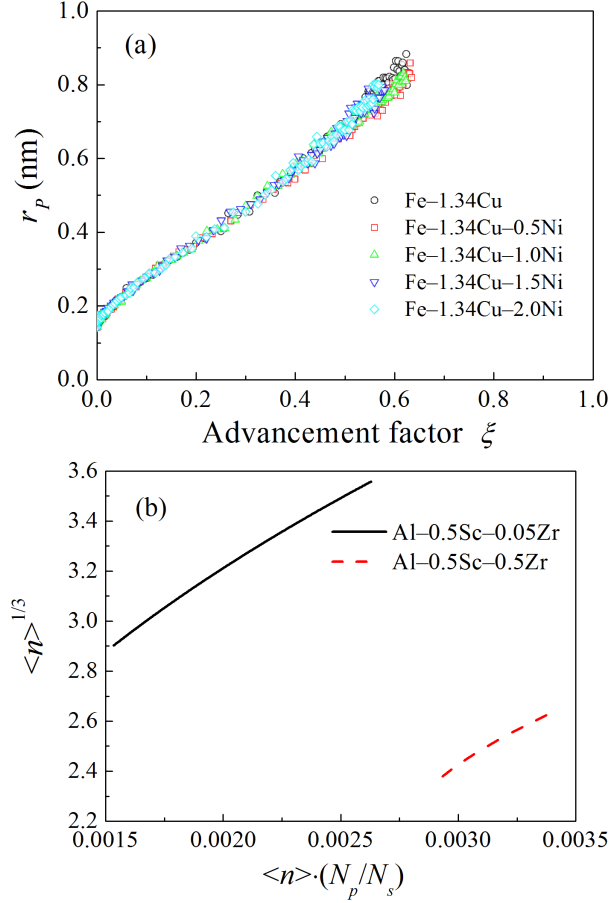 (a)
1.0
0.8
0.6
0.4
0.2
0.0
r_p (nm)
Fe–1.34Cu
Fe–1.34Cu–0.5Ni
Fe–1.34Cu–1.0Ni
Fe–1.34Cu–1.5Ni
Fe–1.34Cu–2.0Ni
0.0 0.2 0.4 0.6 0.8 1.0
Advancement factor ξ
(b)
3.6
3.4
3.2
3.0
2.8
2.6
2.4
2.2
<n>^1/3
Al–0.5Sc–0.05Zr
Al–0.5Sc–0.5Zr
0.0015 0.0020 0.0025 0.0030 0.0035
<n>·(N_p/N_s)